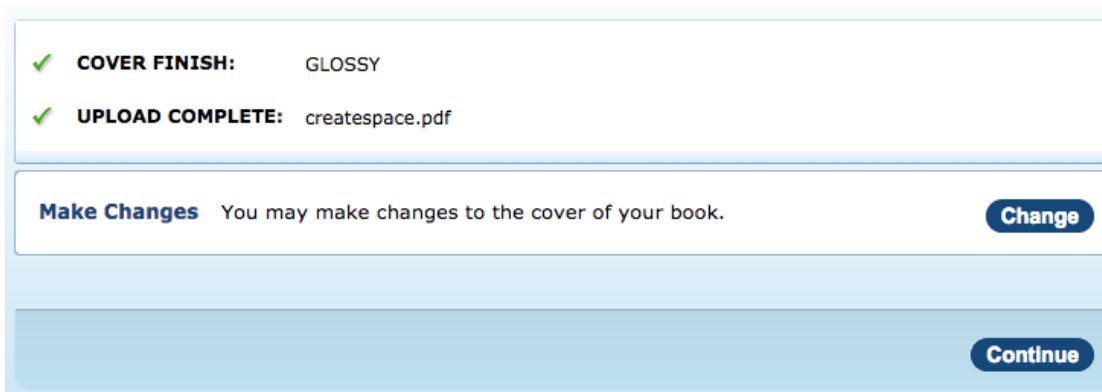 COVER FINISH: GLOSSY
UPLOAD COMPLETE: createspace.pdf
Make Changes You may make changes to the cover of your book. Change
Continue